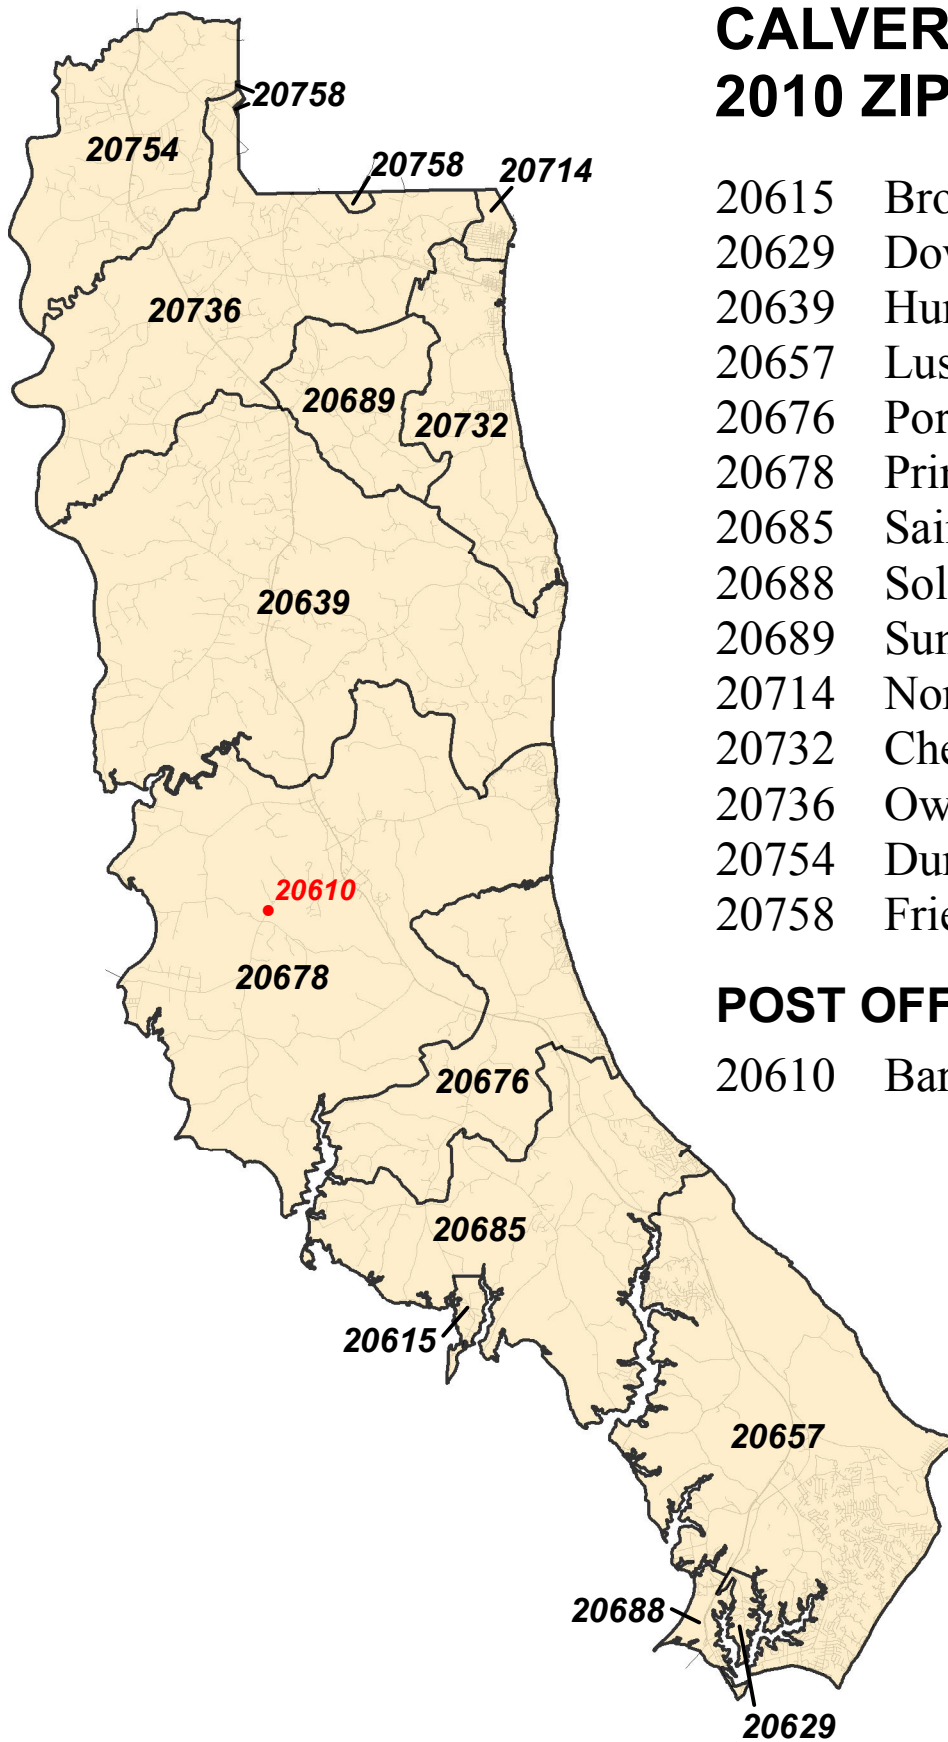 CALVER
2010 ZIP
20758
20754
20758
20714
20615 Bro
20629 Dov
20639 Hur
20736
20657 Lus
20689
20676 Por
20732
20678 Prin
20685 Sain
20688 Sol
20639
20689 Sun
20714 Nor
20732 Che
20736 Ow
20754 Dun
20610
20758 Frie
20678
POST OFF
20676
20610 Bar
20685
20615
20657
20688
20629